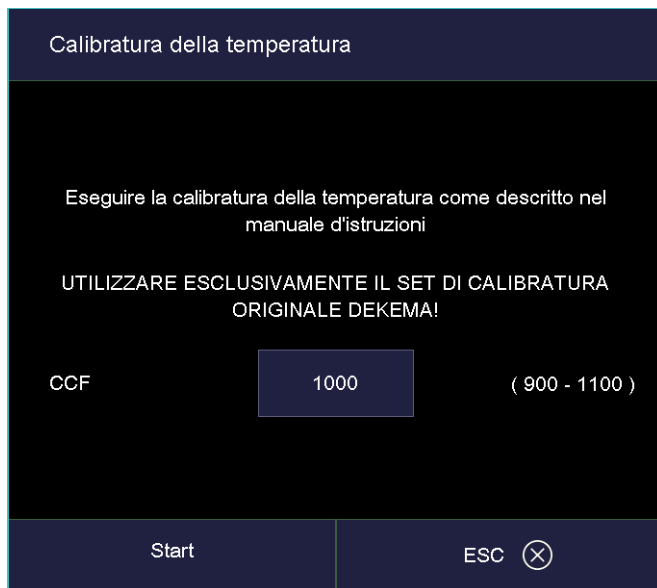 Calibratura della temperatura
Eseguire la calibratura della temperatura come descritto nel
manuale d'istruzioni
UTILIZZARE ESCLUSIVAMENTE IL SET DI CALIBRATURA
ORIGINALE DEKEMA!
CCF 1000 ( 900 - 1100 )
Start ESC